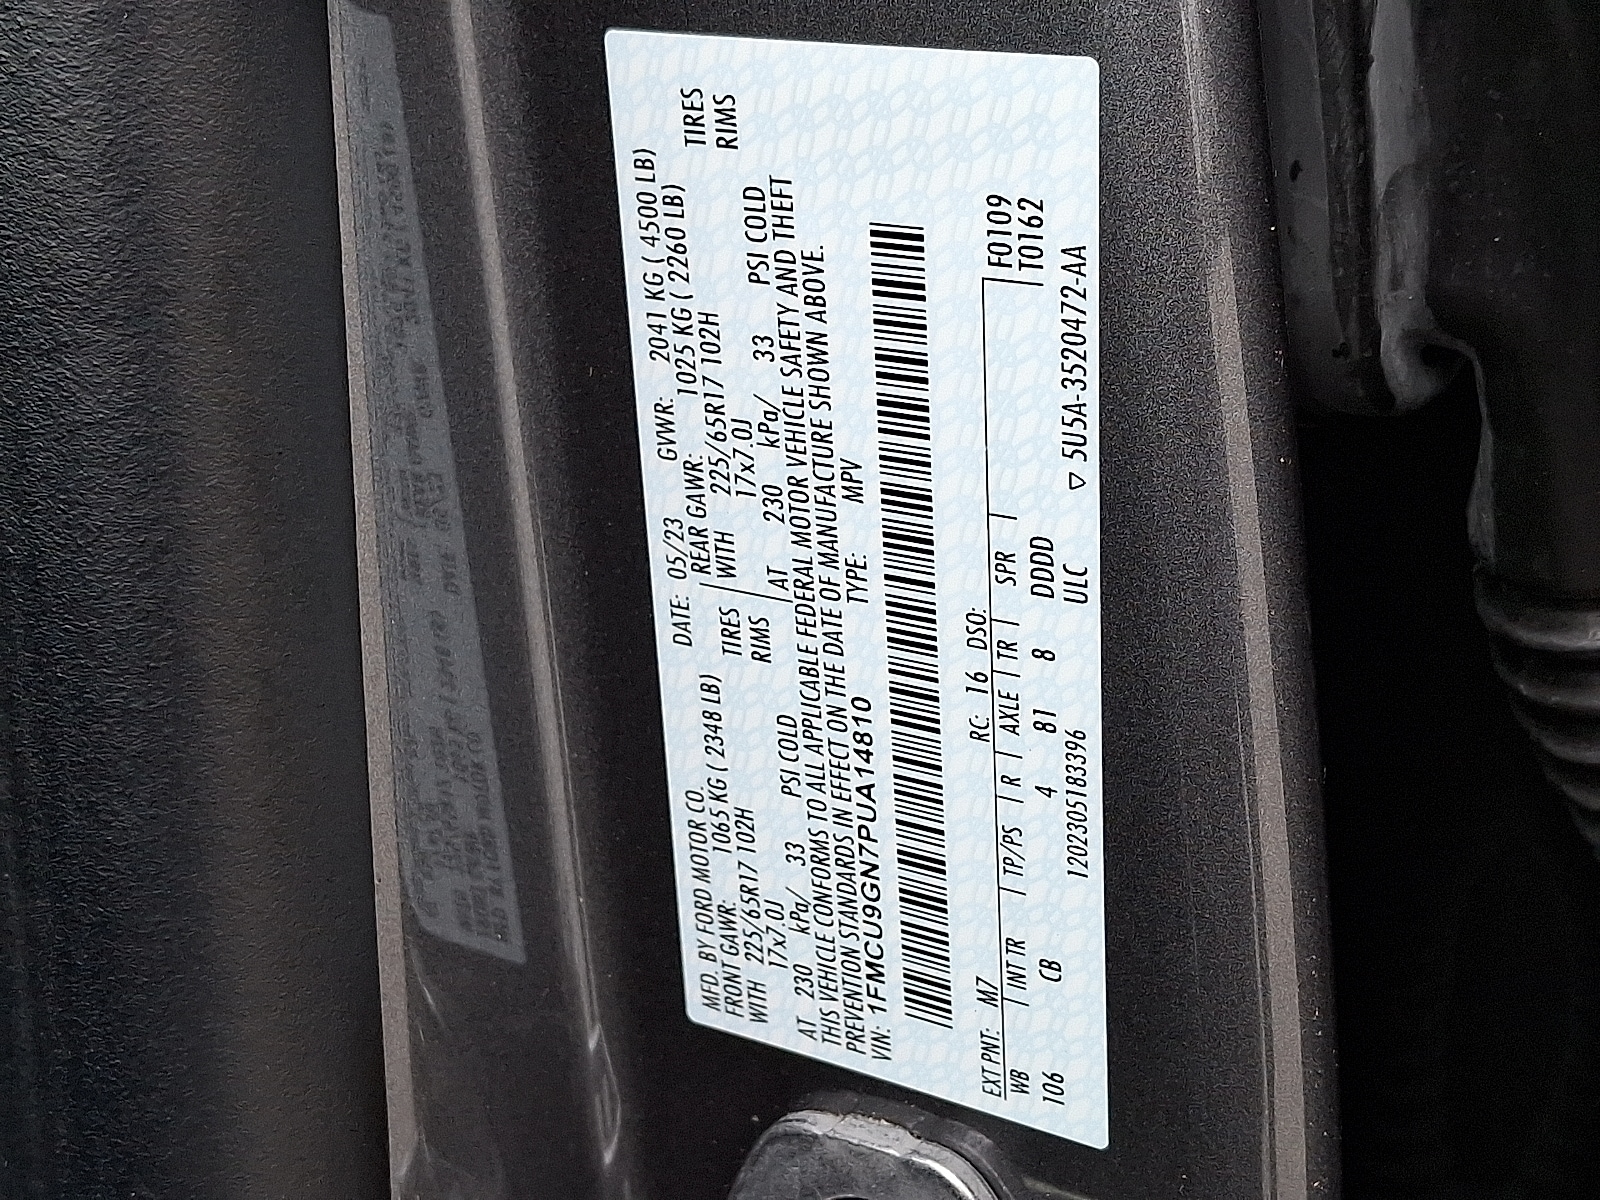 MFD. BY FORD MOTOR CO.
DATE: 05/23 GVWR: 2041 KG ( 4500 LB)
FRONT GAWR: 1065 KG ( 2348 LB) REAR GAWR: 1025 KG ( 2260 LB)
WITH 225/65R17 102H TIRES WITH 225/65R17 102H TIRES
17x7.0J RIMS 17x7.0J RIMS
AT 230 kPa/ 33 PSI COLD AT 230 kPa/ 33 PSI COLD
THIS VEHICLE CONFORMS TO ALL APPLICABLE FEDERAL MOTOR VEHICLE SAFETY AND THEFT
PREVENTION STANDARDS IN EFFECT ON THE DATE OF MANUFACTURE SHOWN ABOVE.
VIN: 1FMCU9GN7PUA14810 TYPE: MPV
F0109
T0162
EXT PNT: M7 RC: 16 DSO:
WB INT TR TP/PS R AXLE TR SPR
106 CB 4 81 8 DDDD
ULC
1202305183396
▽ 5U5A-3520472-AA